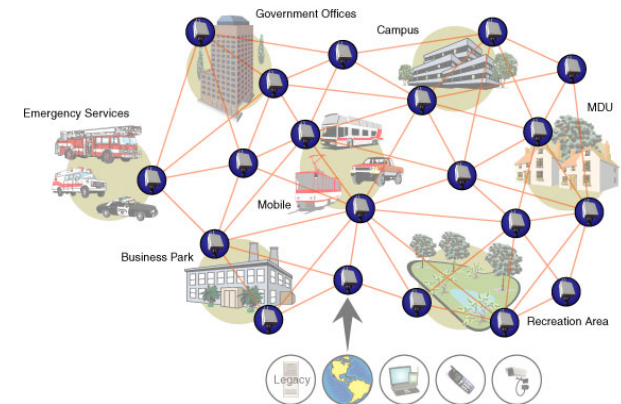 Government Offices
Campus
Emergency Services
MDU
Mobile
Business Park
Recreation Area
Legacy